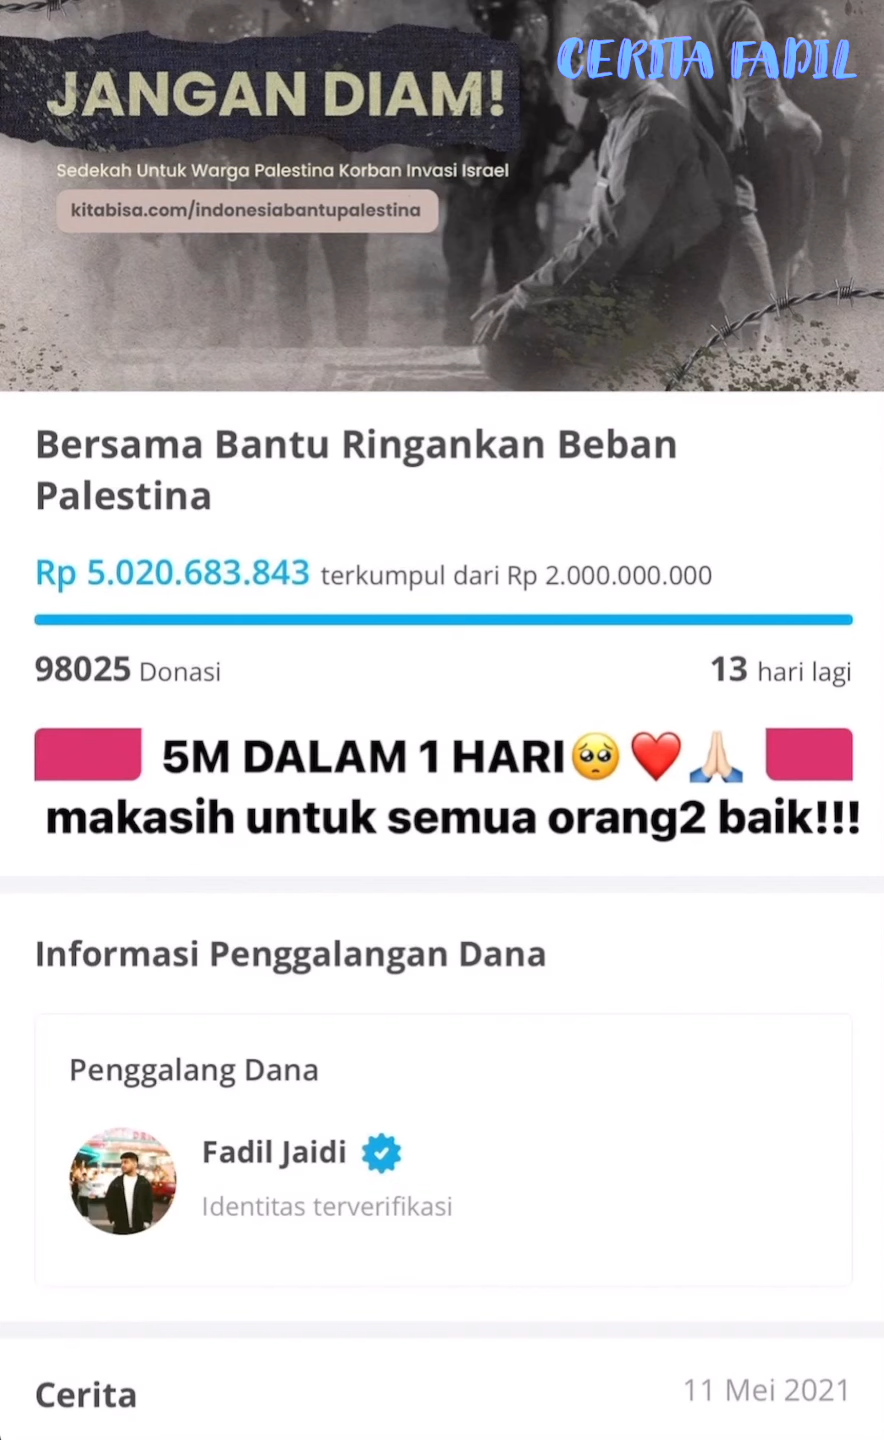 CERITA FADIL
JANGAN DIAM!
Sedekah Untuk Warga Palestina Korban Invasi Israel
kitabisa.com/indonesiabantupalestina
Bersama Bantu Ringankan Beban
Palestina
Rp 5.020.683.843 terkumpul dari Rp 2.000.000.000
98025 Donasi
13 hari lagi
5M DALAM 1 HARI🥺❤️🙏🏻
makasih untuk semua orang2 baik!!!
Informasi Penggalangan Dana
Penggalang Dana
Fadil Jaidi
Identitas terverifikasi
Cerita
11 Mei 2021